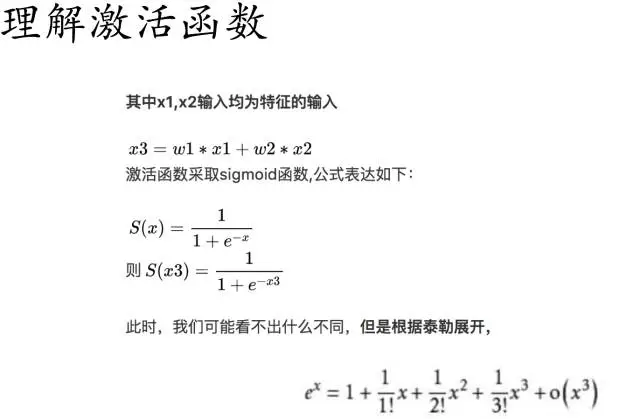 理解激活函数
其中x1,x2输入均为特征的输入
x3 = w1 * x1 + w2 * x2
激活函数采取sigmoid函数,公式表达如下：
S(x) = \frac{1}{1 + e^{-x}}
则 S(x3) = \frac{1}{1 + e^{-x3}}
此时，我们可能看不出什么不同，但是根据泰勒展开，
e^x = 1 + \frac{1}{1!}x + \frac{1}{2!}x^2 + \frac{1}{3!}x^3 + o(x^3)